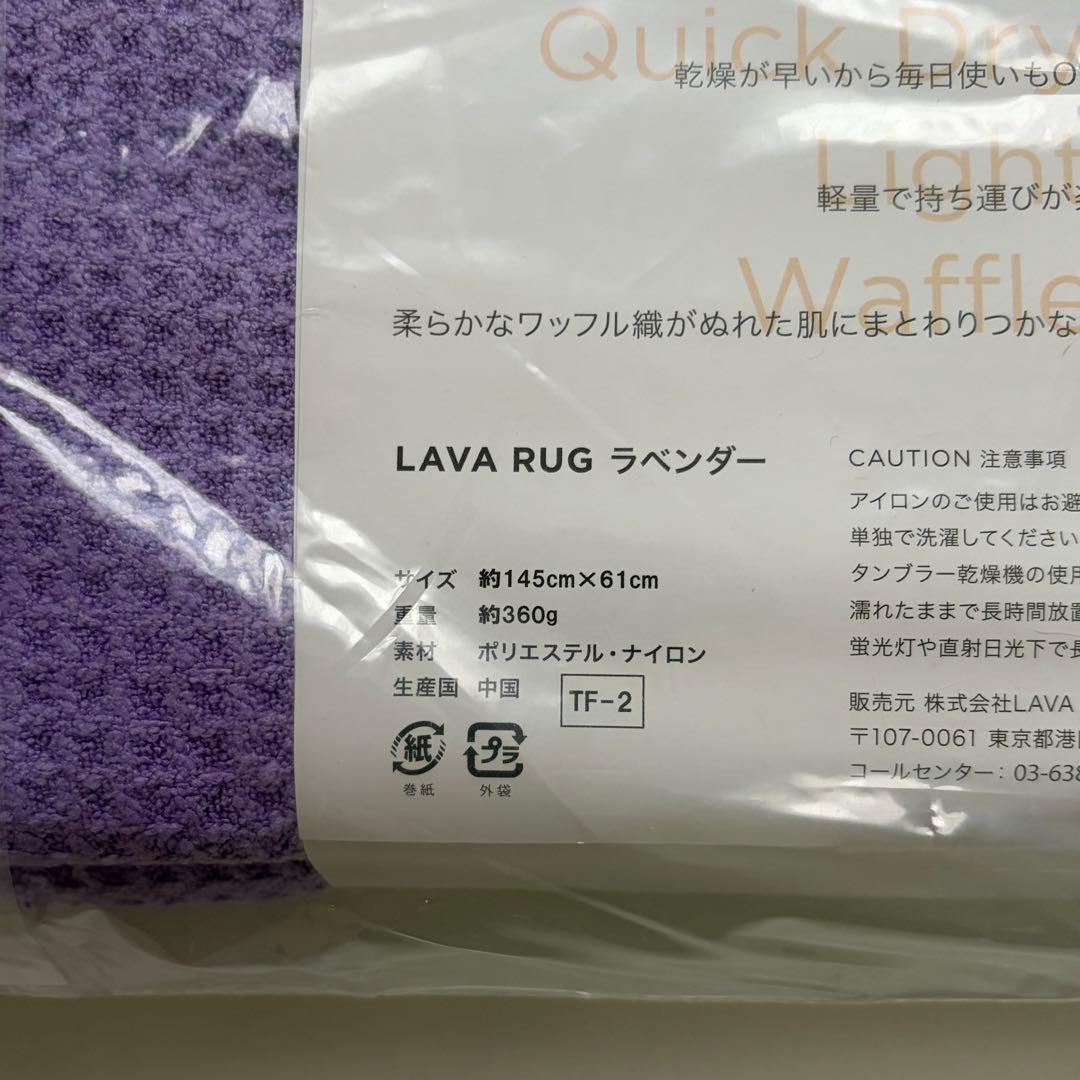 Quick Dry
乾燥が早いから毎日使いもO
Light
軽量で持ち運びが
Waffle
柔らかなワッフル織がぬれた肌にまとわりつかな
LAVA RUG ラベンダー
サイズ 約145cm×61cm
重量 約360g
素材 ポリエステル・ナイロン
生産国 中国
TF-2
紙 プラ
巻紙 外袋
CAUTION 注意事項
アイロンのご使用はお避
単独で洗濯してください
タンブラー乾燥機の使用
濡れたままで長時間放置
蛍光灯や直射日光下で長
販売元 株式会社LAVA
〒107-0061 東京都港区
コールセンター: 03-638